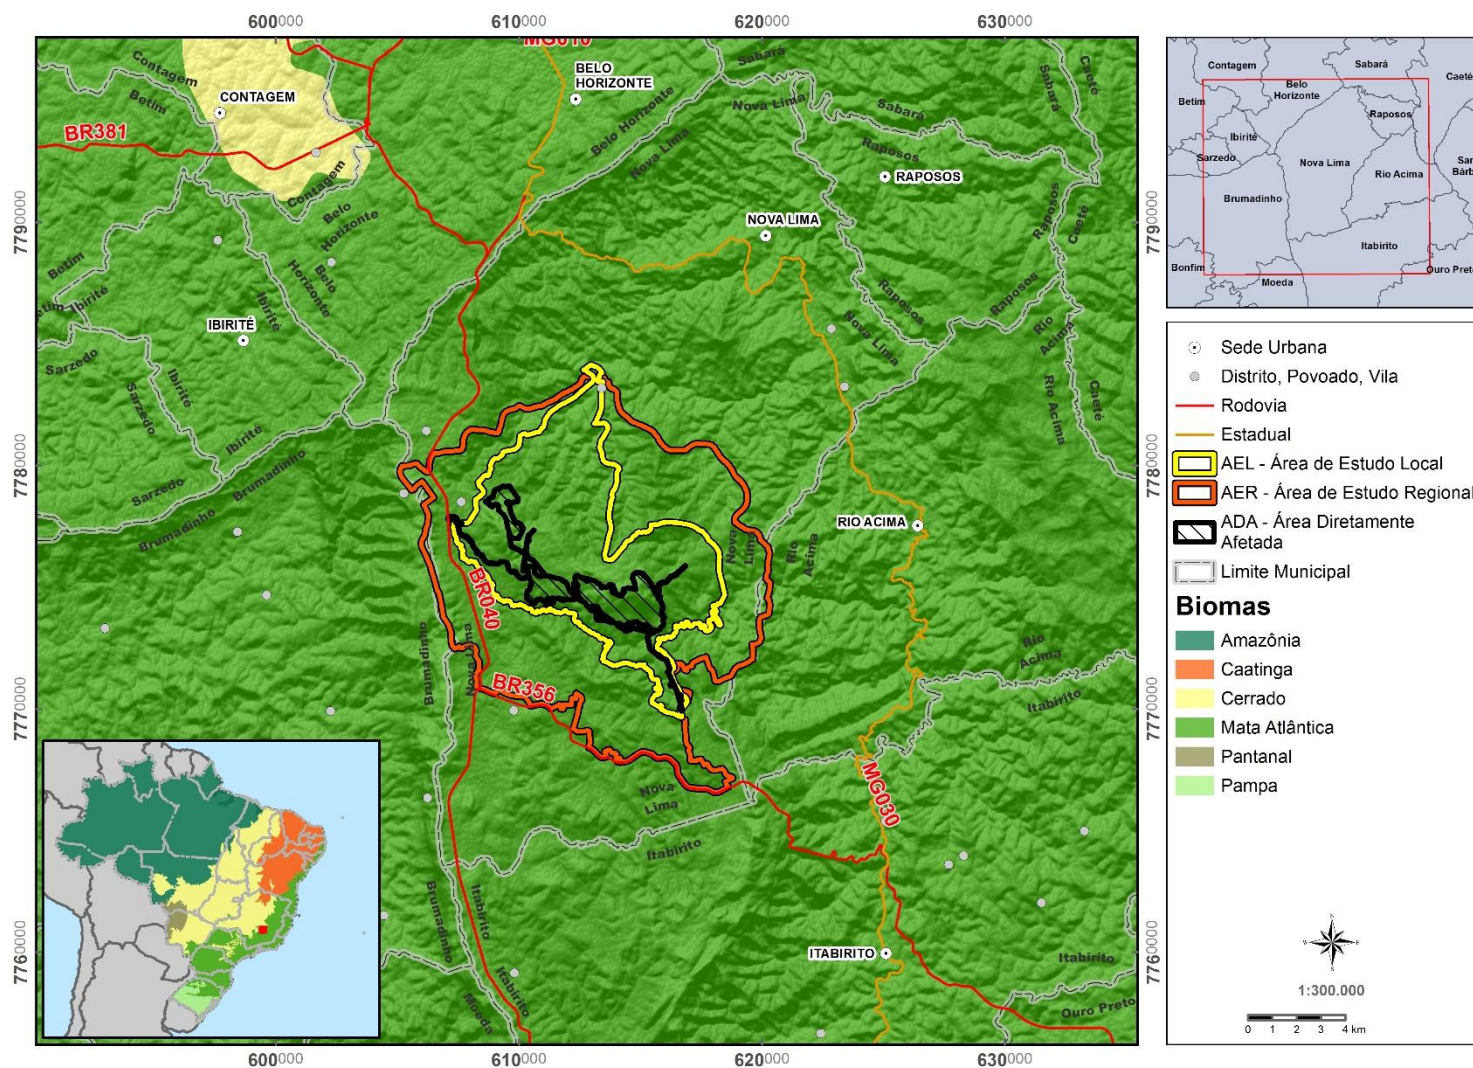 600000
610000
620000
630000
7790000
7780000
7770000
7760000
7790000
7780000
7770000
7760000
600000
610000
620000
630000
MG010
BELO
HORIZONTE
CONTAGEM
BR381
Contagem
Betim
Contagem
Belo
Horizonte
Belo Horizonte
Nova Lima
Sabará
Nova Lima
Sabará
Sabará
Caeté
Raposos
RAPOSOS
NOVA LIMA
Raposos
Caeté
Betim
Ibirité
Ibirité
Belo
Horizonte
IBIRITÉ
Raposos
Nova Lima
Raposos
Rio
Acima
Rio Acima
Caeté
Sarzedo
Sarzedo
Ibirité
Ibirité
Brumadinho
Sarzedo
Brumadinho
RIO ACIMA
Nova
Lima
Rio
Acima
BR040
Brumadinho
BR356
Rio
Acima
Itabirito
MG030
Nova
Lima
Itabirito
Brumadinho
Itabirito
ITABIRITO
Itabirito
Moeda
Itabirito
Ouro Preto
Contagem
Sabará
Caeté
Belo
Horizonte
Betim
Raposos
Ibirité
Sarzedo
Nova Lima
Rio Acima
Brumadinho
Itabirito
Bonfim
Moeda
Ouro Preto
Sede Urbana
Distrito, Povoado, Vila
Rodovia
Estadual
AEL - Área de Estudo Local
AER - Área de Estudo Regional
ADA - Área Diretamente
Afetada
Limite Municipal
Biomas
Amazônia
Caatinga
Cerrado
Mata Atlântica
Pantanal
Pampa
N
W
E
S
1:300.000
0 1 2 3 4 km